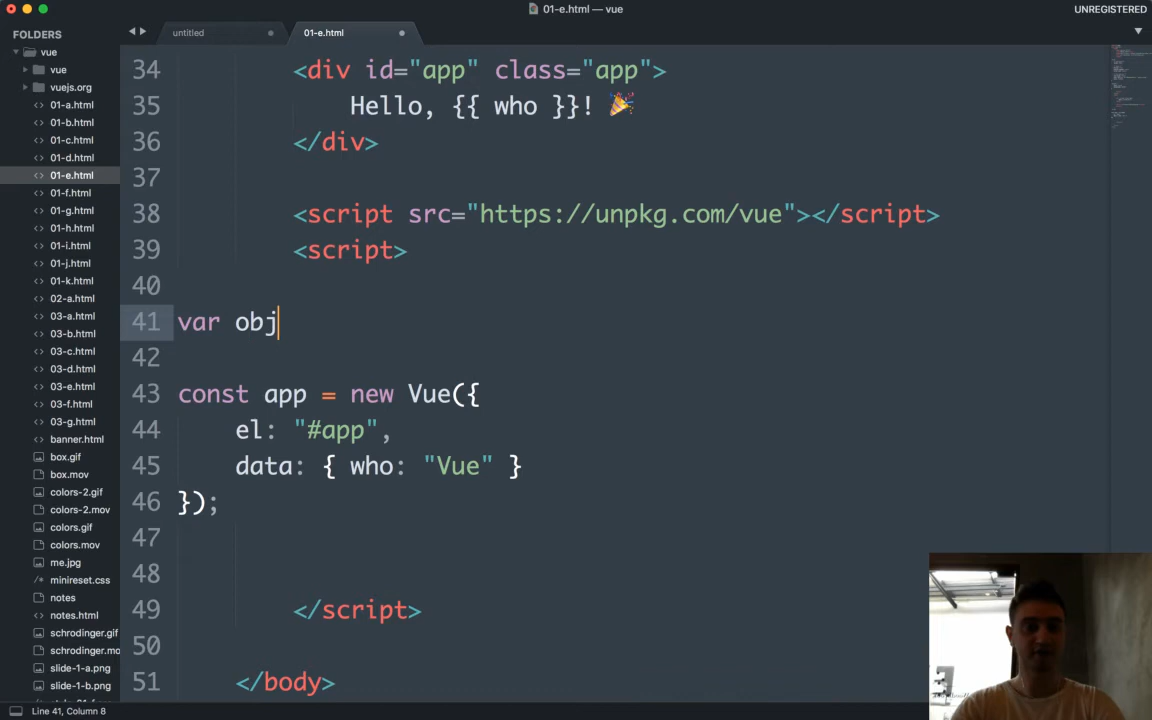 01-e.html — vue
UNREGISTERED
FOLDERS
untitled
01-e.html
vue
vue
vuejs.org
01-a.html
01-b.html
01-c.html
01-d.html
01-e.html
01-f.html
01-g.html
01-h.html
01-i.html
01-j.html
01-k.html
02-a.html
03-a.html
03-b.html
03-c.html
03-d.html
03-e.html
03-f.html
03-g.html
banner.html
box.gif
box.mov
colors-2.gif
colors-2.mov
colors.gif
colors.mov
me.jpg
minireset.css
notes
notes.html
schrodinger.gif
schrodinger.mo
slide-1-a.png
slide-1-b.png
34 <div id="app" class="app">
35 Hello, {{ who }}! 🎉
36 </div>
37
38 <script src="https://unpkg.com/vue"></script>
39 <script>
40
41 var obj
42
43 const app = new Vue({
44 el: "#app",
45 data: { who: "Vue" }
46 });
47
48
49 </script>
50
51 </body>
Line 41, Column 8